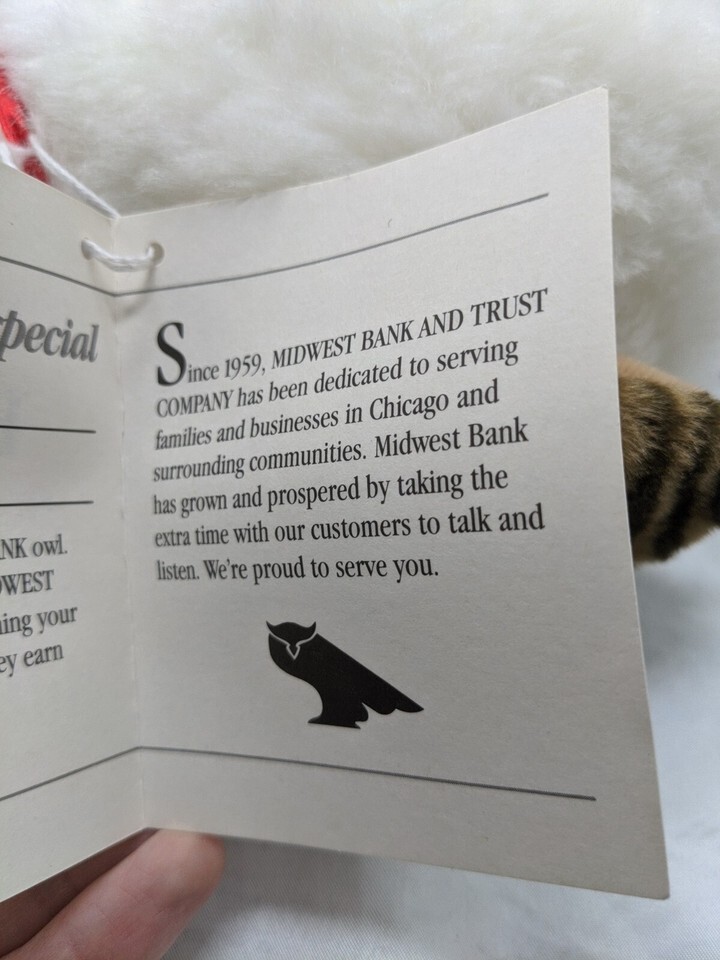 pecial
NK owl.
WEST
ing your
ey earn
Since 1959, MIDWEST BANK AND TRUST
COMPANY has been dedicated to serving
families and businesses in Chicago and
surrounding communities. Midwest Bank
has grown and prospered by taking the
extra time with our customers to talk and
listen. We're proud to serve you.